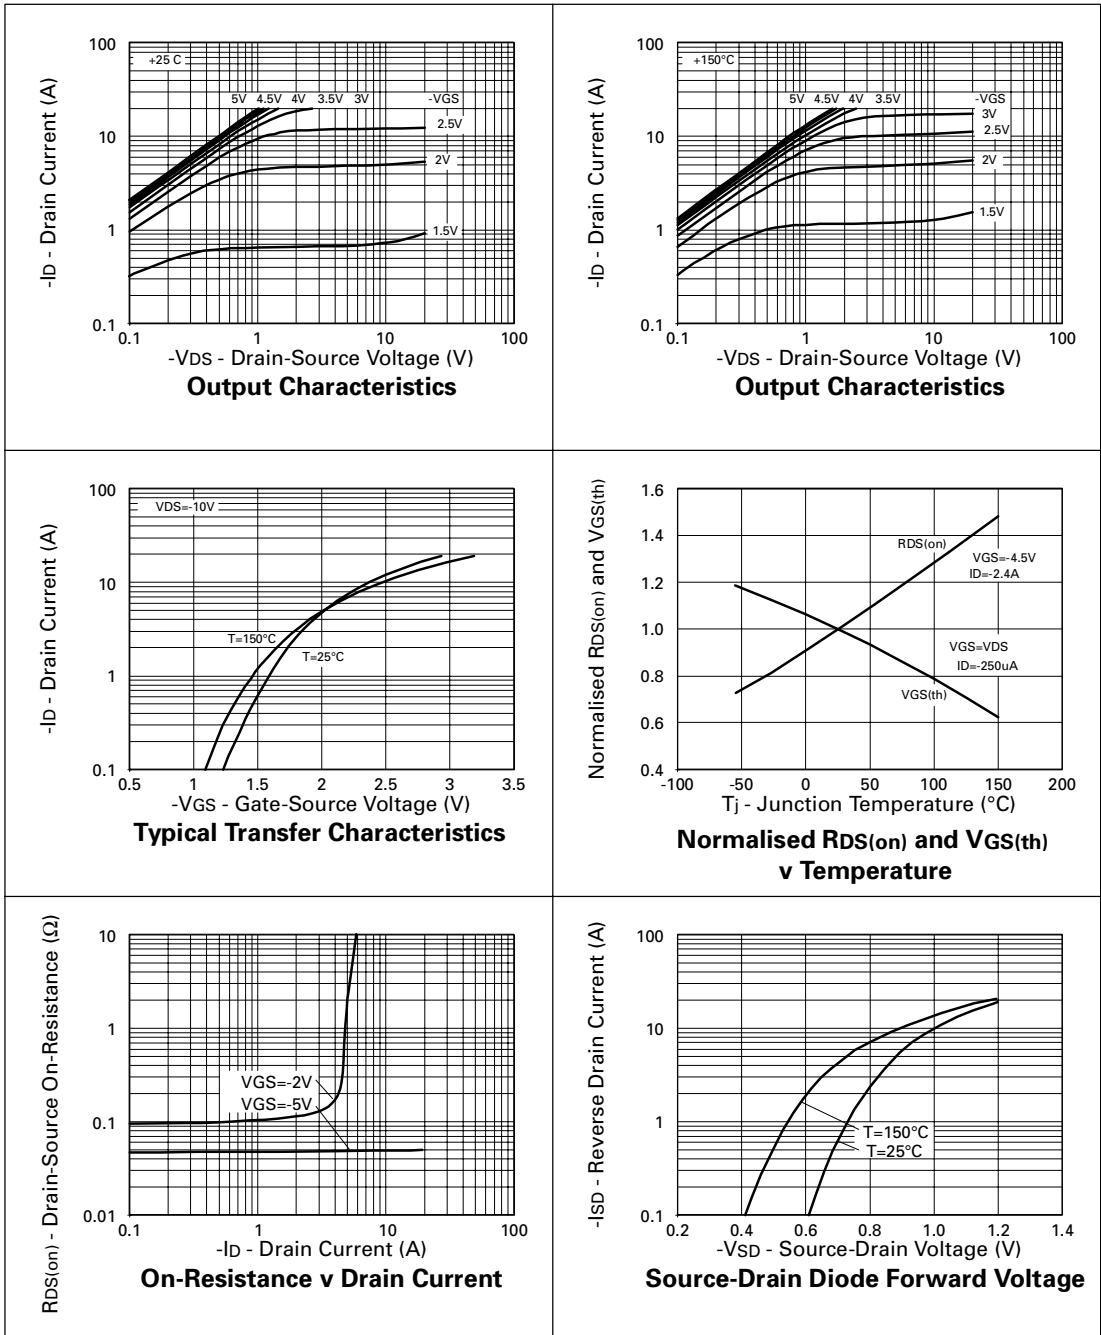 100
10
1
0.1
-ID - Drain Current (A)
+25 C
5V 4.5V 4V 3.5V 3V -VGS
2.5V
2V
1.5V
0.1 1 10 100
-VDS - Drain-Source Voltage (V)
Output Characteristics
100
10
1
0.1
-ID - Drain Current (A)
+150°C
5V 4.5V 4V 3.5V -VGS
3V
2.5V
2V
1.5V
0.1 1 10 100
-VDS - Drain-Source Voltage (V)
Output Characteristics
100
10
1
0.1
-ID - Drain Current (A)
VDS=-10V
T=150°C
T=25°C
0.5 1 1.5 2 2.5 3 3.5
-VGS - Gate-Source Voltage (V)
Typical Transfer Characteristics
1.6
1.4
1.2
1.0
0.8
0.6
0.4
Normalised RDS(on) and VGS(th)
RDS(on)
VGS=-4.5V
ID=-2.4A
VGS=VDS
ID=-250uA
VGS(th)
-100 -50 0 50 100 150 200
Tj - Junction Temperature (°C)
Normalised RDS(on) and VGS(th)
v Temperature
10
1
0.1
0.01
RDS(on) - Drain-Source On-Resistance (Ω)
VGS=-2V
VGS=-5V
0.1 1 10 100
-ID - Drain Current (A)
On-Resistance v Drain Current
100
10
1
0.1
-ISD - Reverse Drain Current (A)
T=150°C
T=25°C
0.2 0.4 0.6 0.8 1.0 1.2 1.4
-VSD - Source-Drain Voltage (V)
Source-Drain Diode Forward Voltage